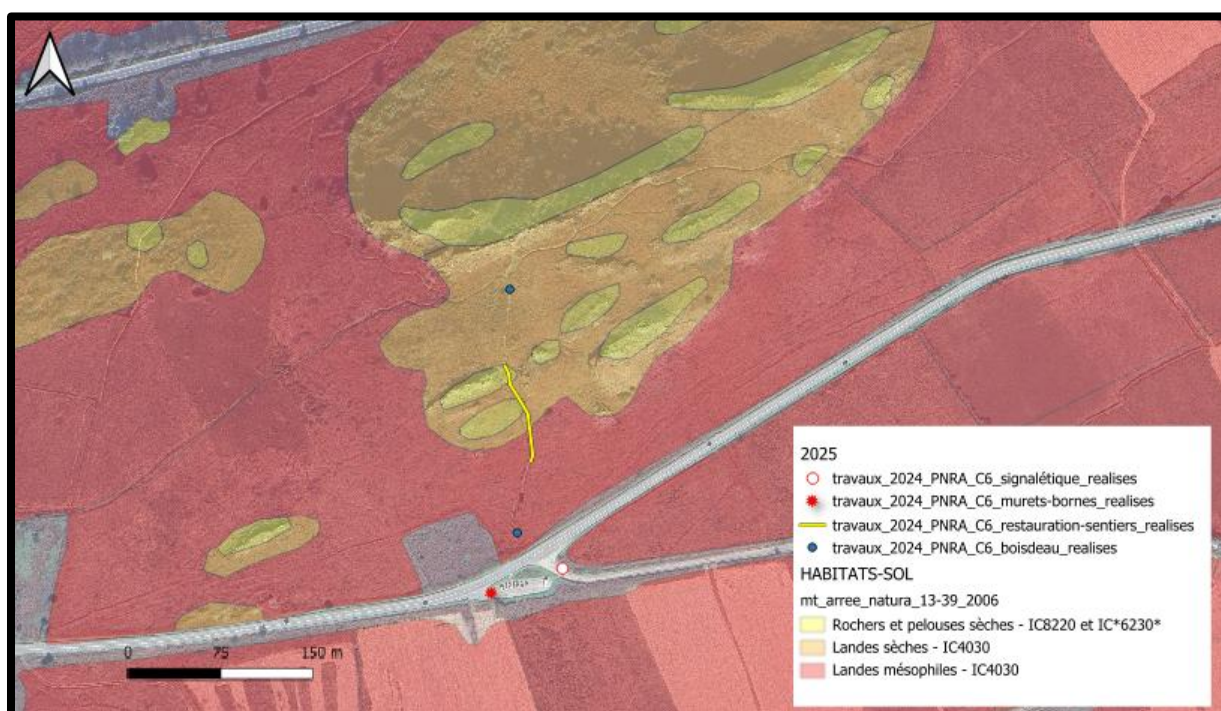 2025
travaux_2024_PNRA_C6_signalétique_realises
travaux_2024_PNRA_C6_murets-bornes_realises
travaux_2024_PNRA_C6_restauration-sentiers_realises
travaux_2024_PNRA_C6_boisdeau_realises
HABITATS-SOL
mt_arree_natura_13-39_2006
Rochers et pelouses sèches - IC8220 et IC*6230*
Landes sèches - IC4030
Landes mésophiles - IC4030
0 75 150 m